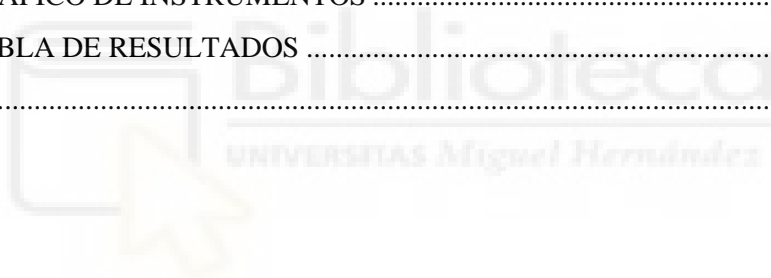 ÁFICO DE INSTRUMENTOS ..........................................................
BLA DE RESULTADOS ....................................................................
..........................................................................................................
Biblioteca
UNIVERSITAS Miguel Hernández